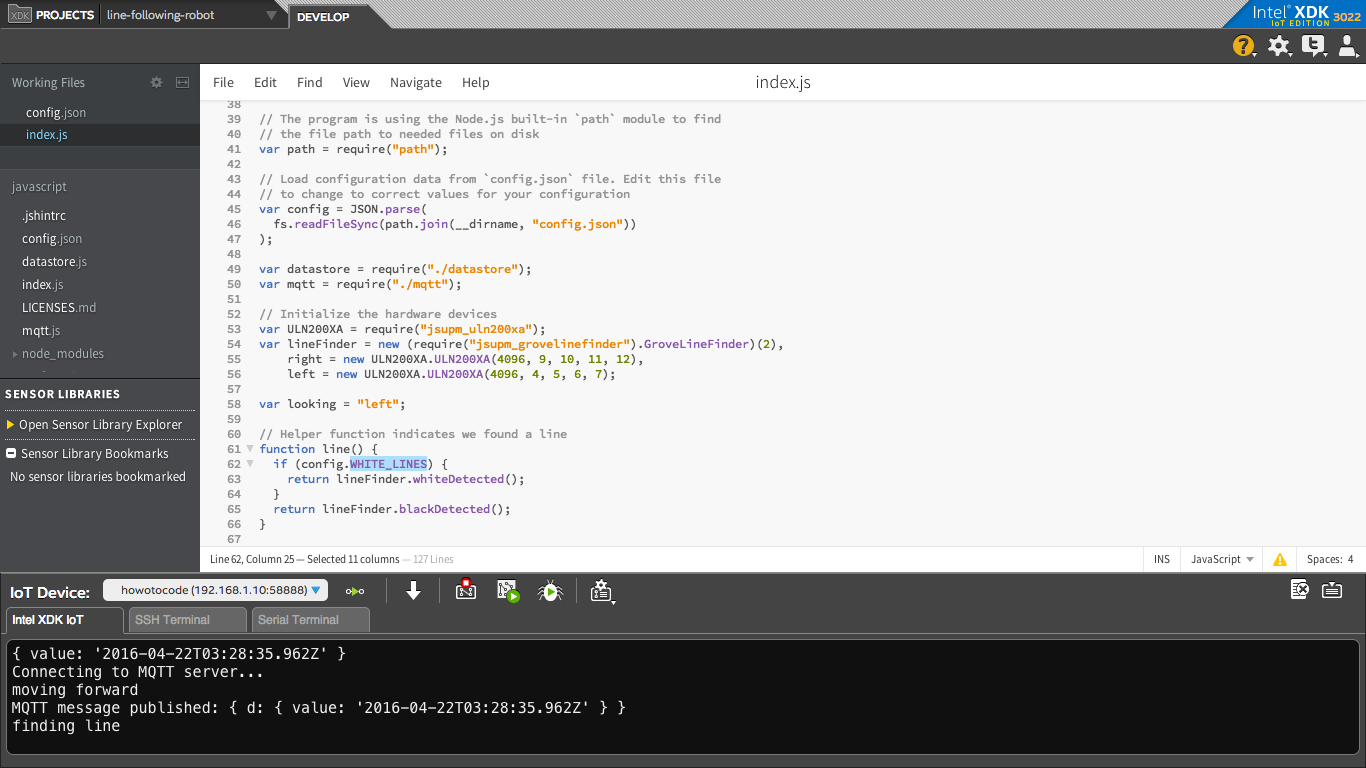 XDK PROJECTS line-following-robot DEVELOP
Intel® XDK
IoT EDITION 3022
Working Files
config.json
index.js
javascript
.jshintrc
config.json
datastore.js
index.js
LICENSES.md
mqtt.js
node_modules
SENSOR LIBRARIES
Open Sensor Library Explorer
Sensor Library Bookmarks
No sensor libraries bookmarked
File Edit Find View Navigate Help index.js
38
39 // The program is using the Node.js built-in `path` module to find
40 // the file path to needed files on disk
41 var path = require("path");
42
43 // Load configuration data from `config.json` file. Edit this file
44 // to change to correct values for your configuration
45 var config = JSON.parse(
46 fs.readFileSync(path.join(__dirname, "config.json"))
47 );
48
49 var datastore = require("./datastore");
50 var mqtt = require("./mqtt");
51
52 // Initialize the hardware devices
53 var ULN200XA = require("jsupm_uln200xa");
54 var lineFinder = new (require("jsupm_grovelinefinder").GroveLineFinder)(2),
55 right = new ULN200XA.ULN200XA(4096, 9, 10, 11, 12),
56 left = new ULN200XA.ULN200XA(4096, 4, 5, 6, 7);
57
58 var looking = "left";
59
60 // Helper function indicates we found a line
61 function line() {
62 if (config.WHITE_LINES) {
63 return lineFinder.whiteDetected();
64 }
65 return lineFinder.blackDetected();
66 }
67
Line 62, Column 25 — Selected 11 columns — 127 Lines INS JavaScript Spaces: 4
IoT Device: howotocode (192.168.1.10:58888)
Intel XDK IoT SSH Terminal Serial Terminal
{ value: '2016-04-22T03:28:35.962Z' }
Connecting to MQTT server...
moving forward
MQTT message published: { d: { value: '2016-04-22T03:28:35.962Z' } }
finding line